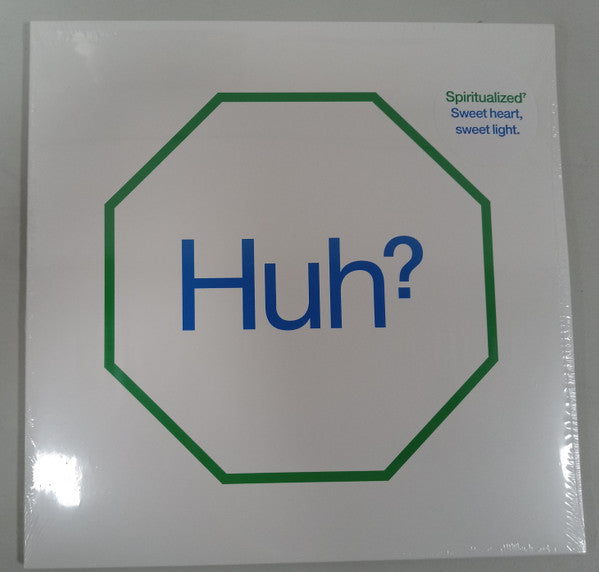 Spiritualized?
Sweet heart,
sweet light.
Huh?